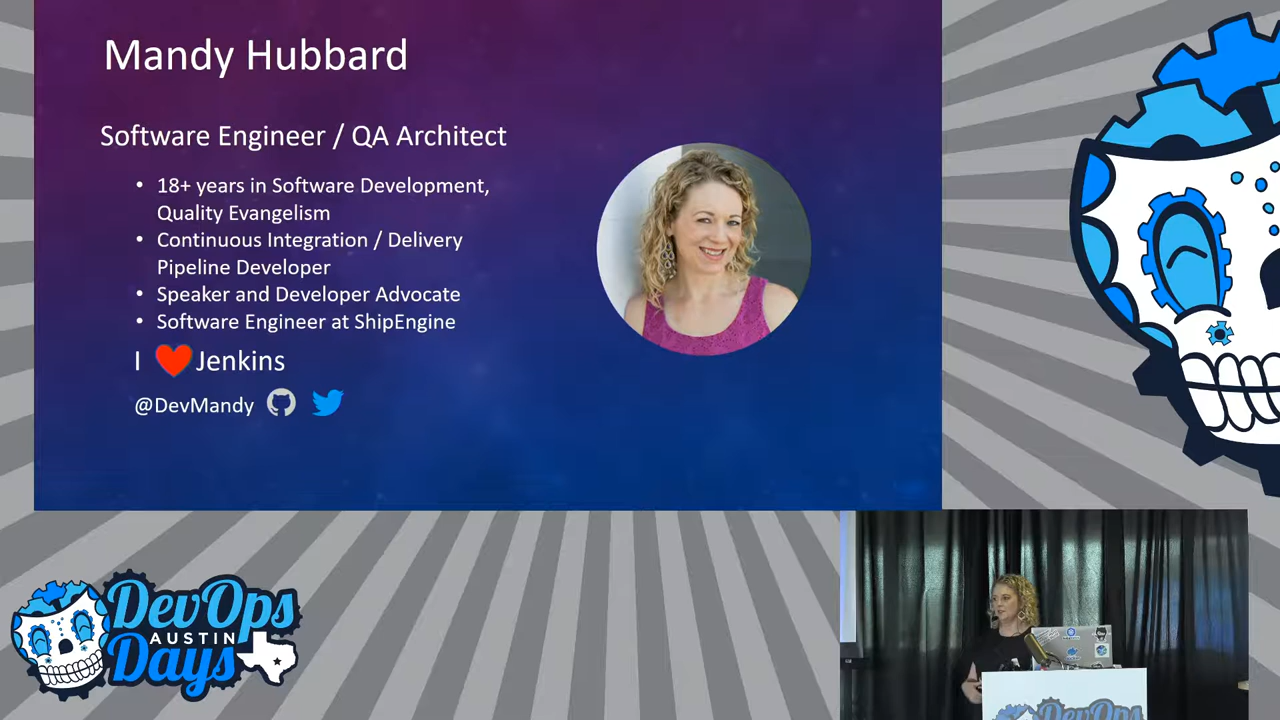 Mandy Hubbard
Software Engineer / QA Architect
• 18+ years in Software Development,
Quality Evangelism
• Continuous Integration / Delivery
Pipeline Developer
• Speaker and Developer Advocate
• Software Engineer at ShipEngine
I ❤ Jenkins
@DevMandy
DevOps
AUSTIN
Days
DevOps